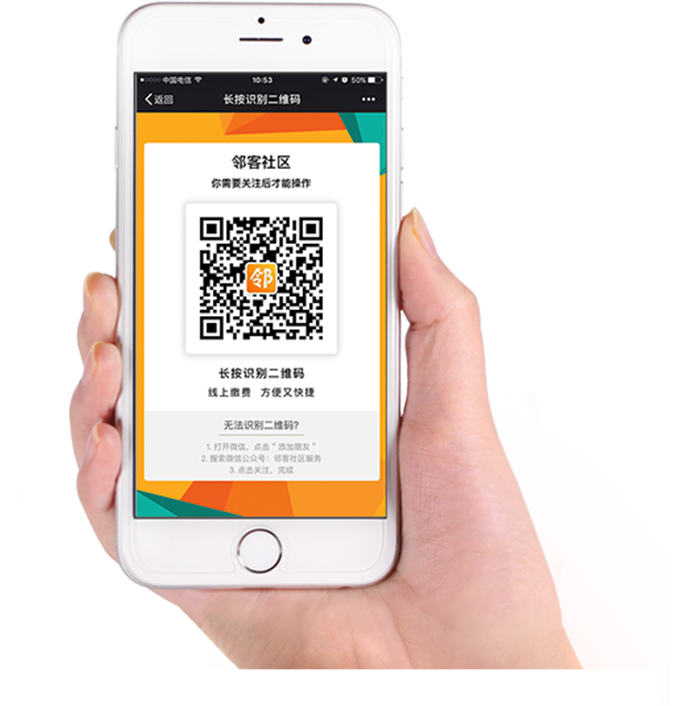 中国电信 10:53 50%
返回 长按识别二维码
邻客社区
你需要关注后才能操作
邻
长按识别二维码
线上缴费 方便又快捷
无法识别二维码?
1. 打开微信，点击“添加朋友”
2. 搜索微信公众号：邻客社区服务
3. 点击关注，完成